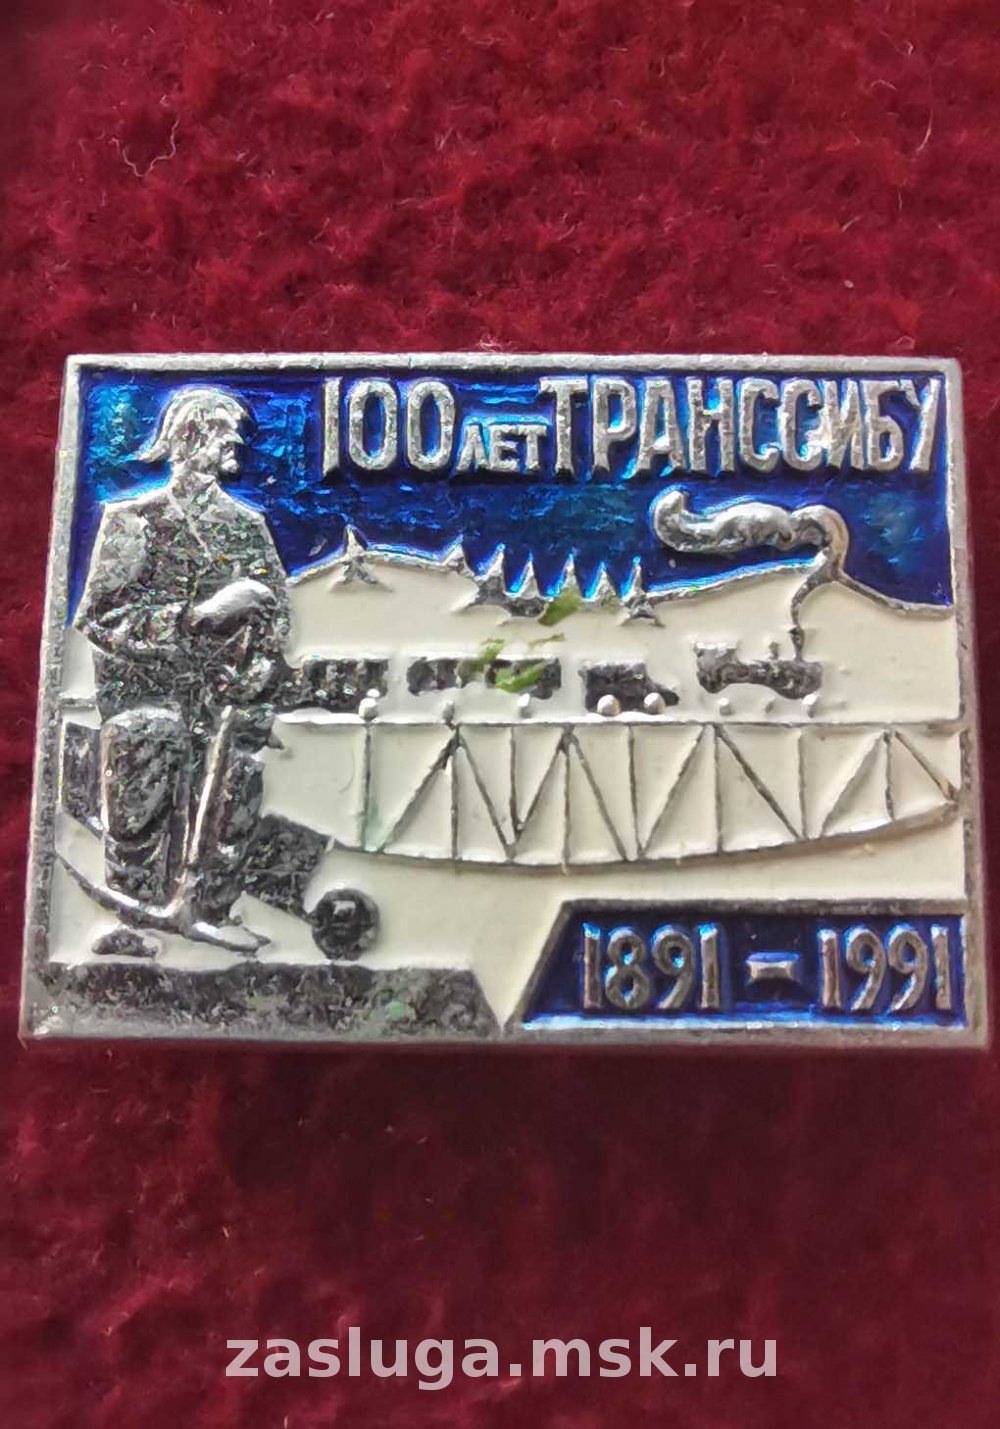 100 ЛЕТ ТРАНССИБУ
1891 - 1991
zasluga.msk.ru